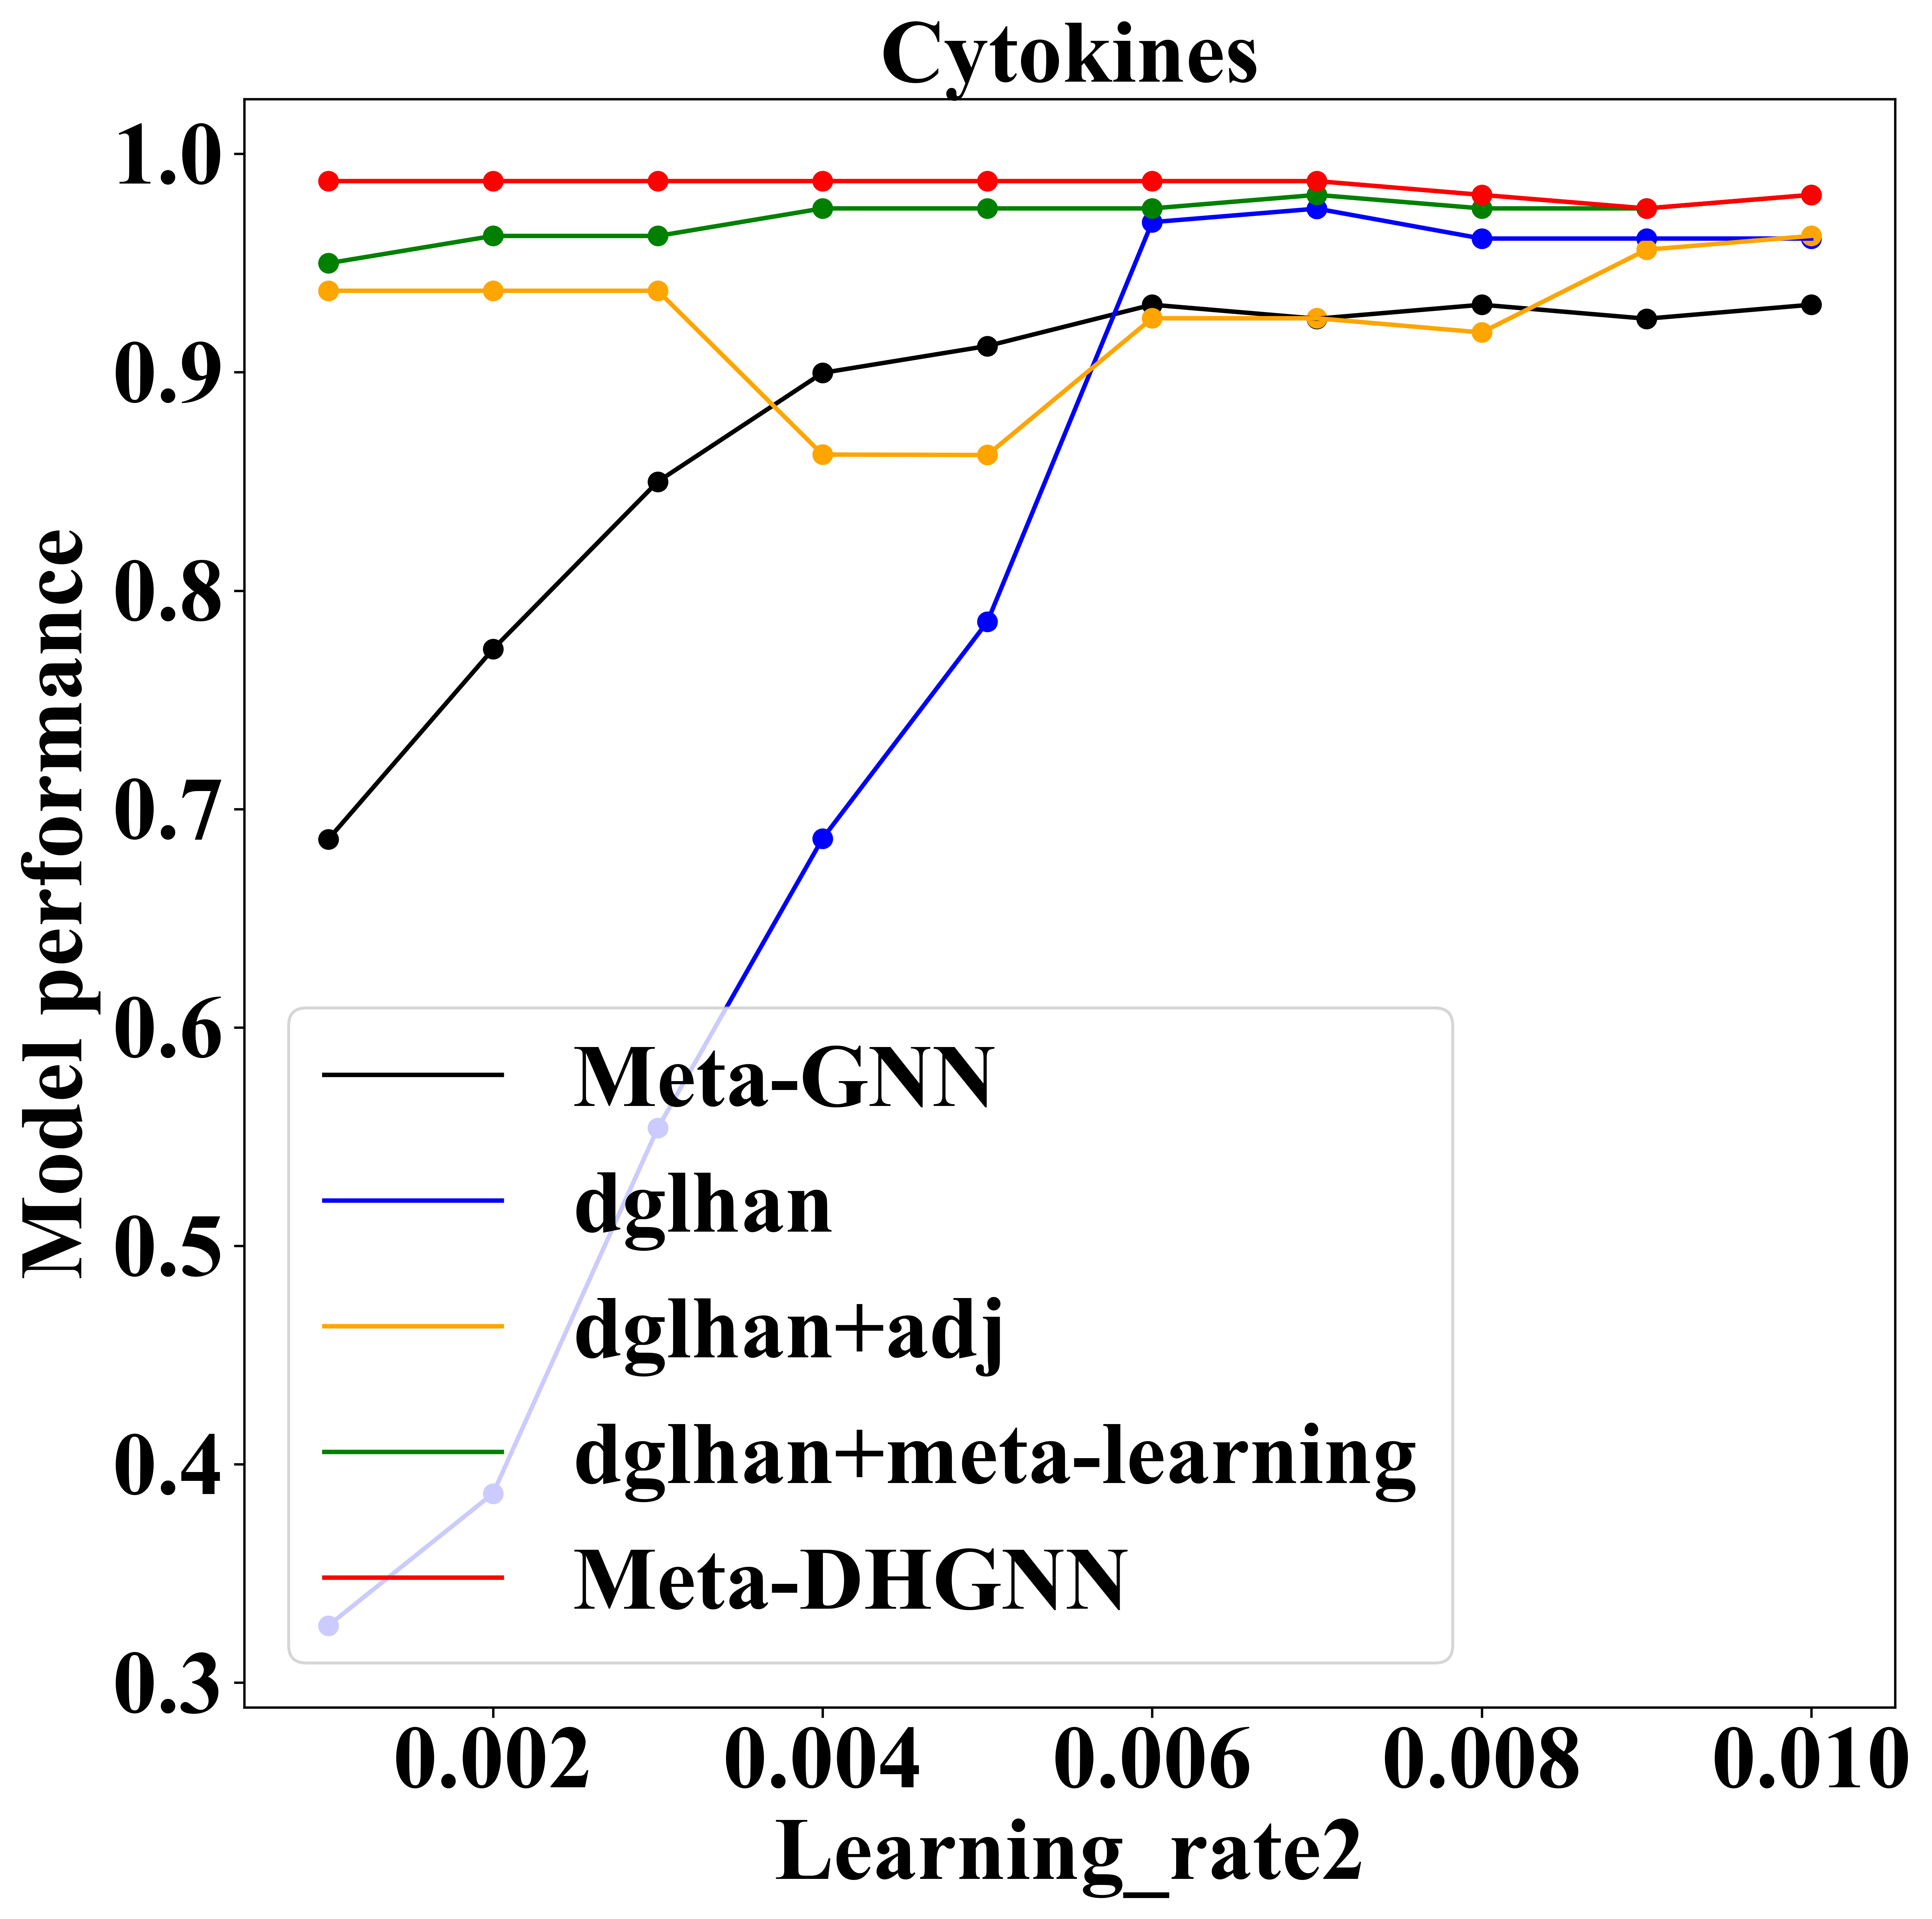 Cytokines
Model performance
1.0
0.9
0.8
0.7
0.6
0.5
0.4
0.3
Meta-GNN
dglhan
dglhan+adj
dglhan+meta-learning
Meta-DHGNN
0.002 0.004 0.006 0.008 0.010
Learning_rate2